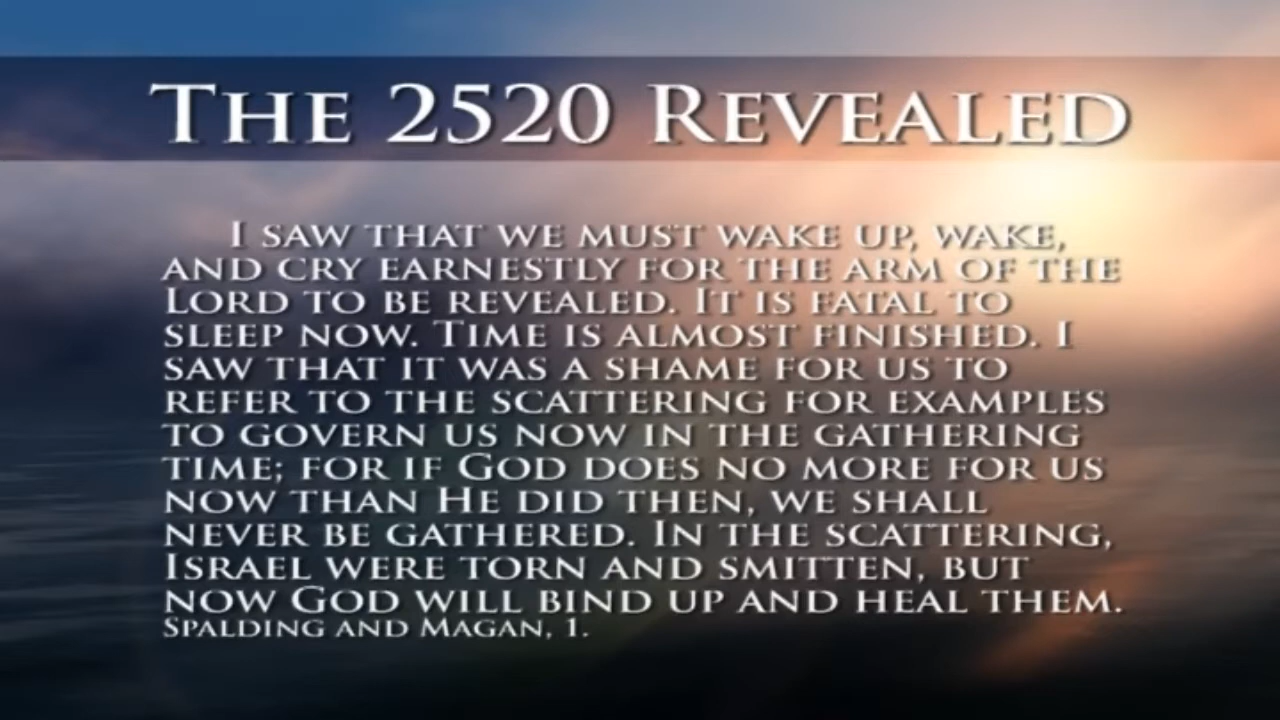 The 2520 Revealed
I saw that we must wake up, wake,
and cry earnestly for the arm of the
Lord to be revealed. It is fatal to
sleep now. Time is almost finished. I
saw that it was a shame for us to
refer to the scattering for examples
to govern us now in the gathering
time; for if God does no more for us
now than He did then, we shall
never be gathered. In the scattering,
Israel were torn and smitten, but
now God will bind up and heal them.
Spalding and Magan, 1.